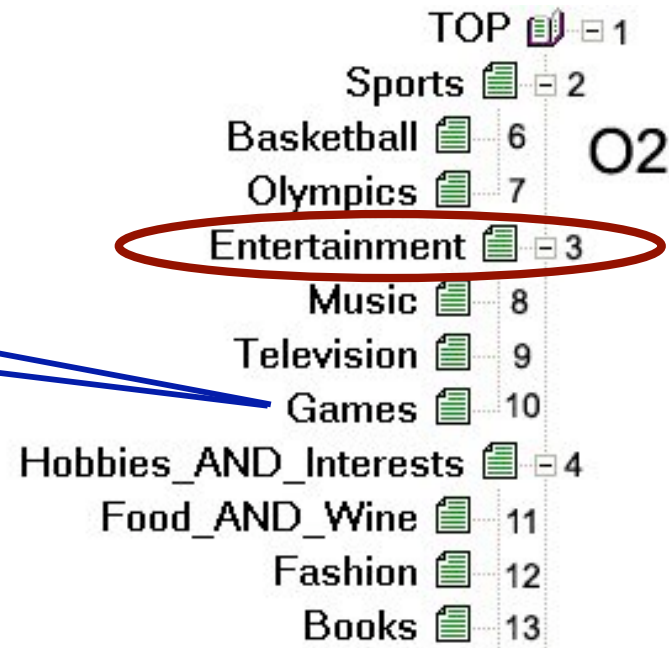 TOP 1
Sports 2
O2
Basketball 6
Olympics 7
Entertainment 3
Music 8
Television 9
Games 10
Hobbies_AND_Interests 4
Food_AND_Wine 11
Fashion 12
Books 13